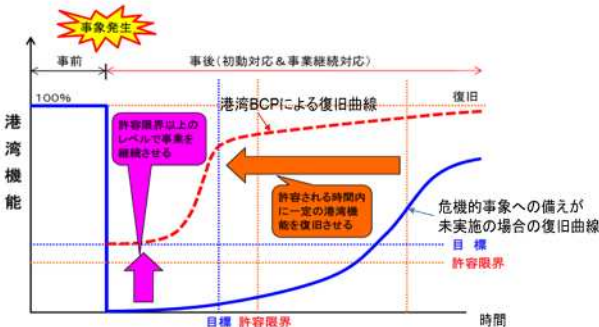 事象発生
事前
事後(初動対応&事業継続対応)
100%
復旧
港湾BCPによる復旧曲線
港湾機能
許容限界以上の
レベルで事業を
継続させる
許容される時間内
に一定の港湾機
能を復旧させる
危機的事象への備えが
未実施の場合の復旧曲線
目標
許容限界
時間
目標 許容限界